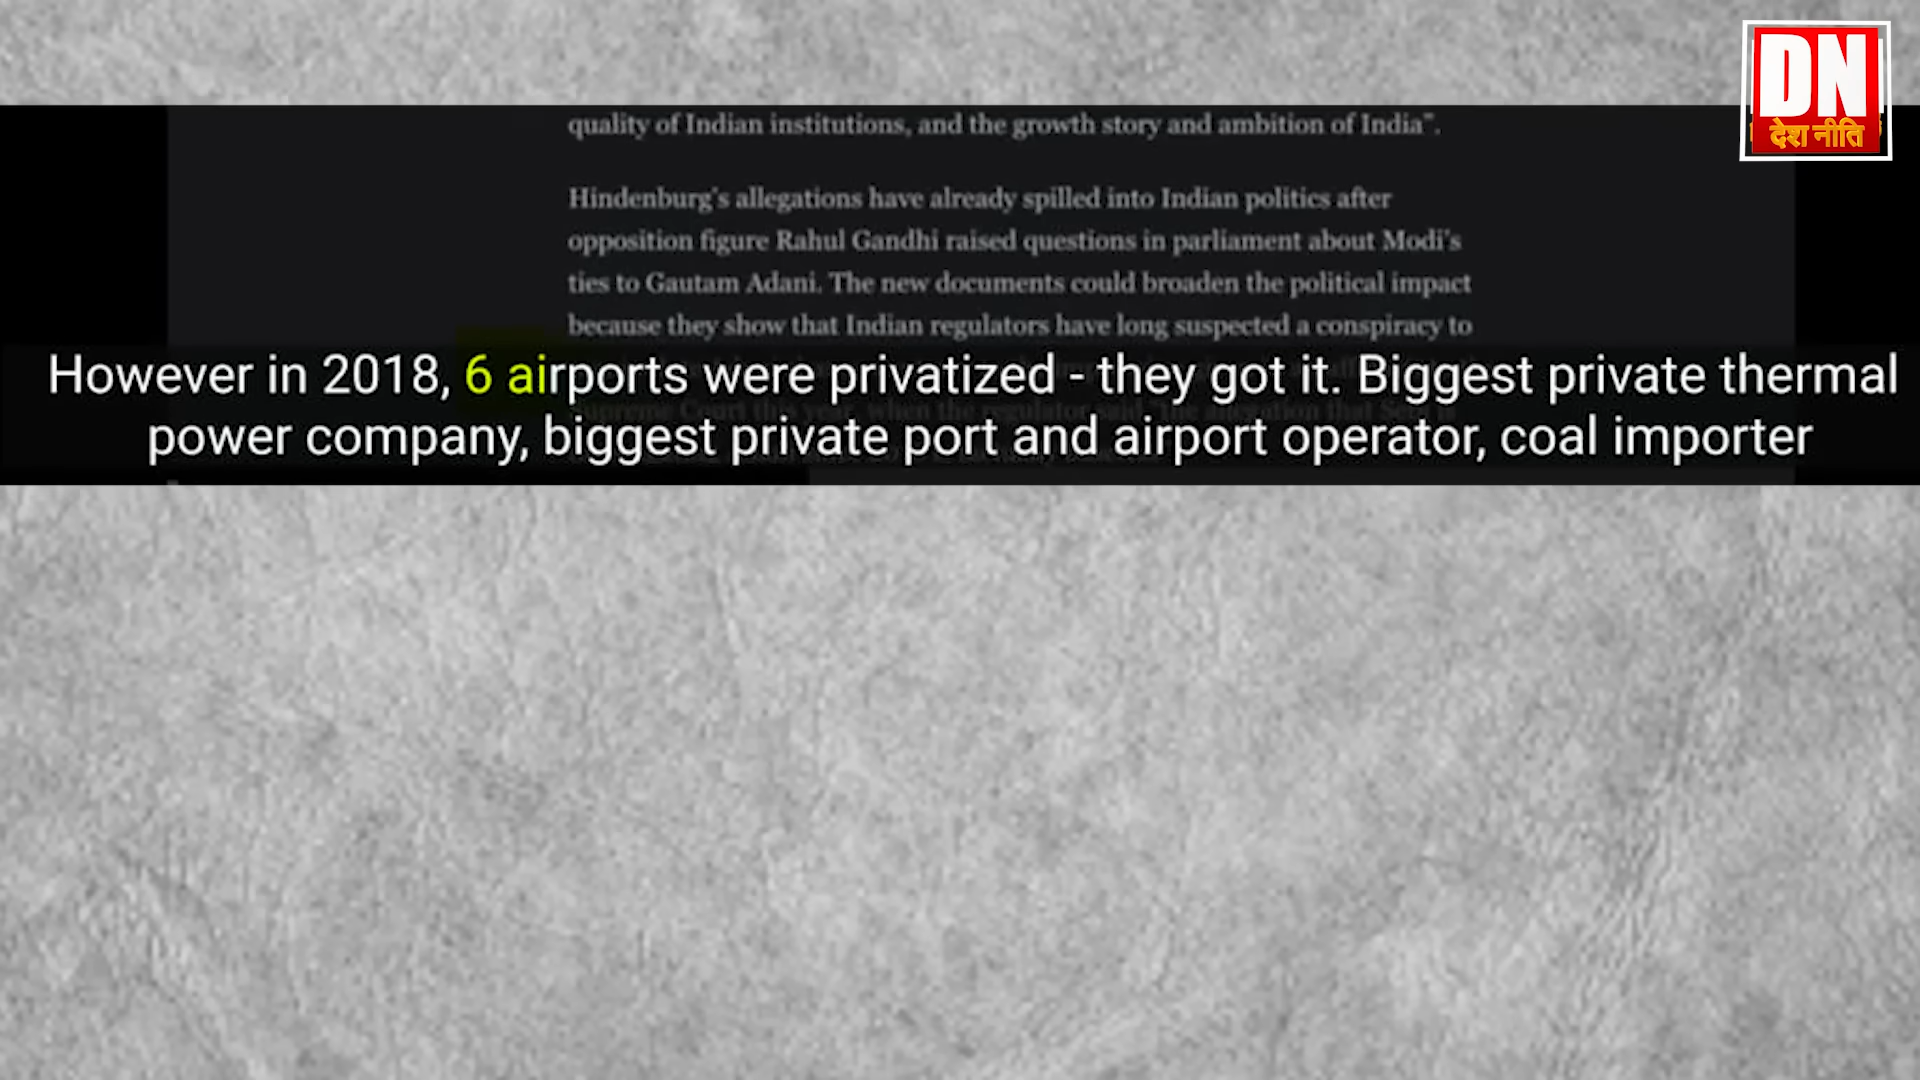 DN
देश नीति
quality of Indian institutions, and the growth story and ambition of India".
Hindenburg's allegations have already spilled into Indian politics after
opposition figure Rahul Gandhi raised questions in parliament about Modi's
ties to Gautam Adani. The new documents could broaden the political impact
because they show that Indian regulators have long suspected a conspiracy to
However in 2018, 6 airports were privatized - they got it. Biggest private thermal
power company, biggest private port and airport operator, coal importer